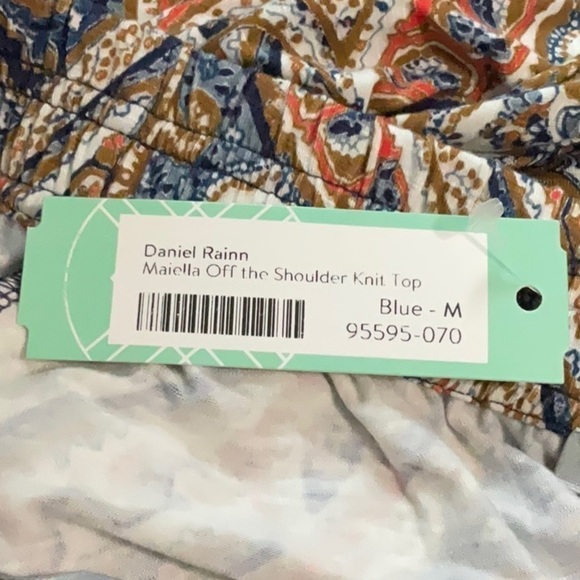 Daniel Rainn
Maiella Off the Shoulder Knit Top
Blue - M
95595-070